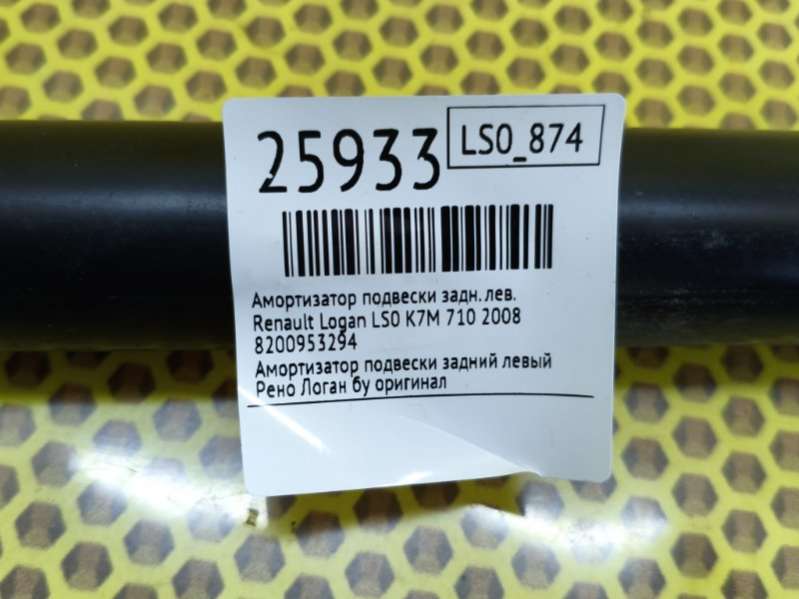 25933
LS0_874
Амортизатор подвески задн. лев.
Renault Logan LS0 K7M 710 2008
8200953294
Амортизатор подвески задний левый
Рено Логан бу оригинал